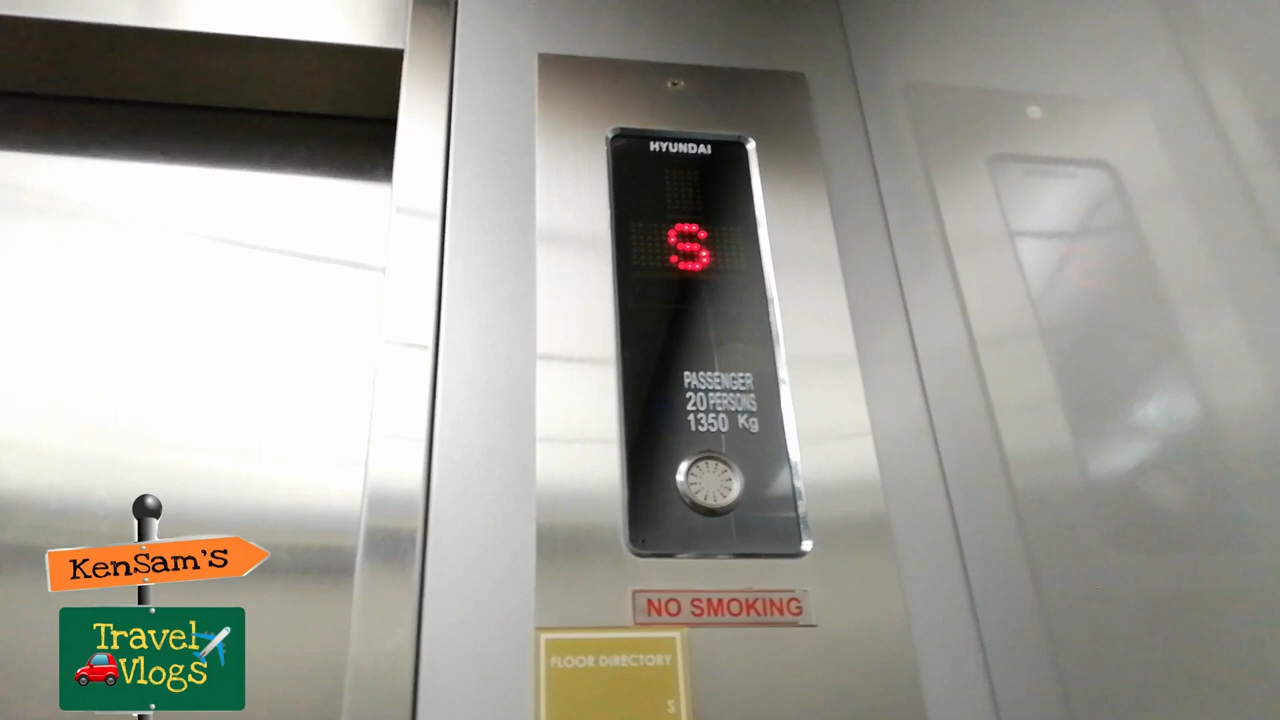 HYUNDAI
S
PASSENGER
20 PERSONS
1350 Kg
NO SMOKING
FLOOR DIRECTORY
S
KenSam's
Travel
Vlogs